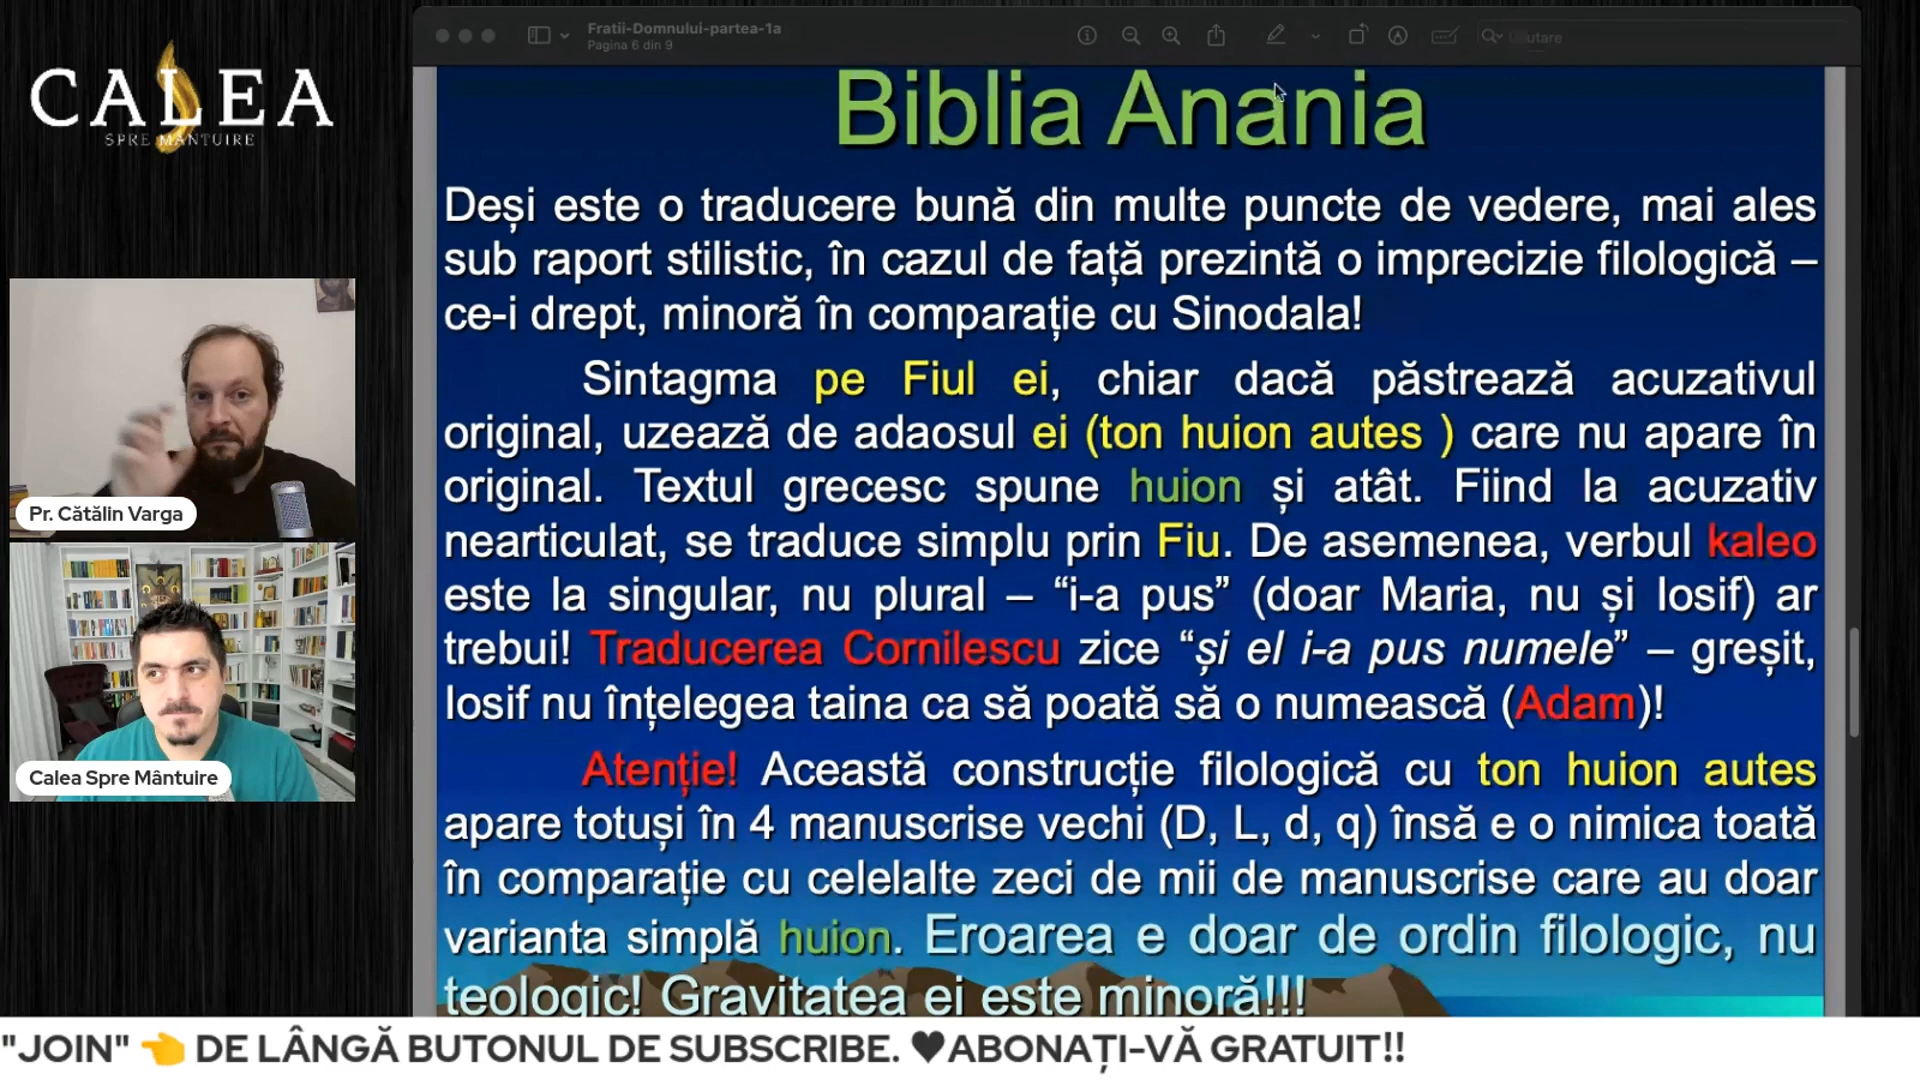 CALEA
SPRE MÂNTUIRE
Fratii-Domnului-partea-1a
Pagina 6 din 9
Biblia Anania
Deși este o traducere bună din multe puncte de vedere, mai ales
sub raport stilistic, în cazul de față prezintă o imprecizie filologică –
ce-i drept, minoră în comparație cu Sinodala!
Sintagma pe Fiul ei, chiar dacă păstrează acuzativul
original, uzează de adaosul ei (ton huion autes ) care nu apare în
original. Textul grecesc spune huion și atât. Fiind la acuzativ
nearticulat, se traduce simplu prin Fiu. De asemenea, verbul kaleo
este la singular, nu plural – “i-a pus” (doar Maria, nu și Iosif) ar
trebui! Traducerea Cornilescu zice “și el i-a pus numele” – greșit,
Iosif nu înțelegea taina ca să poată să o numească (Adam)!
Atenție! Această construcție filologică cu ton huion autes
apare totuși în 4 manuscrise vechi (D, L, d, q) însă e o nimica toată
în comparație cu celelalte zeci de mii de manuscrise care au doar
varianta simplă huion. Eroarea e doar de ordin filologic, nu
teologic! Gravitatea ei este minoră!!!
Pr. Cătălin Varga
Calea Spre Mântuire
"JOIN" 👈 DE LÂNGĂ BUTONUL DE SUBSCRIBE. ♥ABONAȚI-VĂ GRATUIT!!